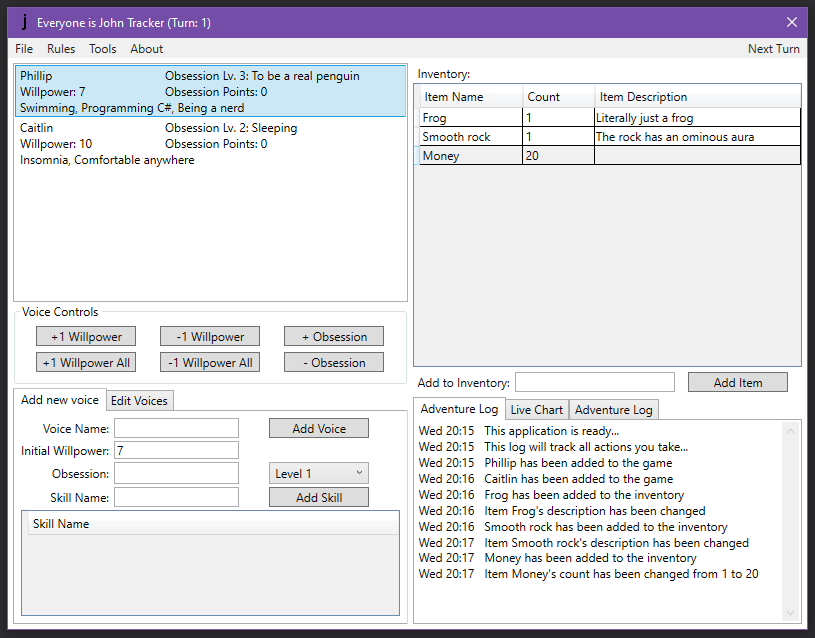 j Everyone is John Tracker (Turn: 1)
File Rules Tools About Next Turn
Phillip Obsession Lv. 3: To be a real penguin
Willpower: 7 Obsession Points: 0
Swimming, Programming C#, Being a nerd
Caitlin Obsession Lv. 2: Sleeping
Willpower: 10 Obsession Points: 0
Insomnia, Comfortable anywhere
Voice Controls
+1 Willpower -1 Willpower + Obsession
+1 Willpower All -1 Willpower All - Obsession
Add new voice Edit Voices
Voice Name: Add Voice
Initial Willpower: 7
Obsession: Level 1
Skill Name: Add Skill
Skill Name
Inventory:
Item Name Count Item Description
Frog 1 Literally just a frog
Smooth rock 1 The rock has an ominous aura
Money 20
Add to Inventory: Add Item
Adventure Log Live Chart Adventure Log
Wed 20:15 This application is ready...
Wed 20:15 This log will track all actions you take...
Wed 20:15 Phillip has been added to the game
Wed 20:16 Caitlin has been added to the game
Wed 20:16 Frog has been added to the inventory
Wed 20:16 Item Frog's description has been changed
Wed 20:16 Smooth rock has been added to the inventory
Wed 20:17 Item Smooth rock's description has been changed
Wed 20:17 Money has been added to the inventory
Wed 20:17 Item Money's count has been changed from 1 to 20